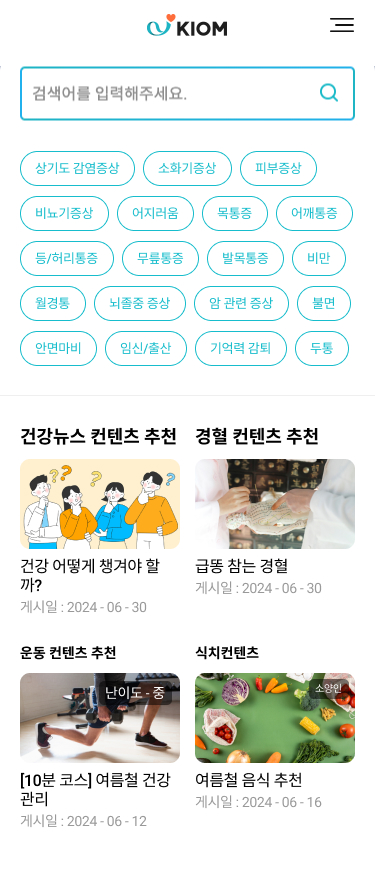 KIOM
검색어를 입력해주세요.
상기도 감염증상 소화기증상 피부증상
비뇨기증상 어지러움 목통증 어깨통증
등/허리통증 무릎통증 발목통증 비만
월경통 뇌졸중 증상 암 관련 증상 불면
안면마비 임신/출산 기억력 감퇴 두통
건강뉴스 컨텐츠 추천
건강 어떻게 챙겨야 할
까?
게시일 : 2024 - 06 - 30
경혈 컨텐츠 추천
급똥 참는 경혈
게시일 : 2024 - 06 - 30
운동 컨텐츠 추천
난이도 - 중
[10분 코스] 여름철 건강
관리
게시일 : 2024 - 06 - 12
식치컨텐츠
소양인
여름철 음식 추천
게시일 : 2024 - 06 - 16